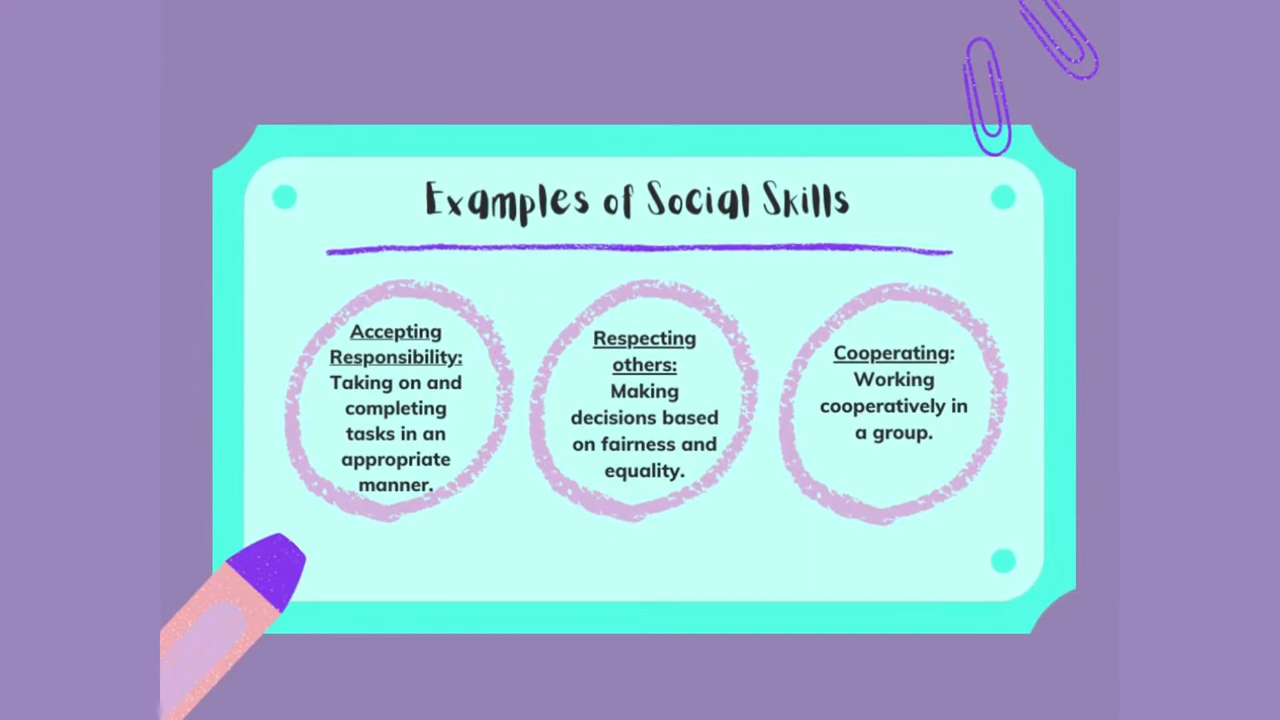 Examples of Social Skills
Accepting
Responsibility:
Taking on and
completing
tasks in an
appropriate
manner.
Respecting
others:
Making
decisions based
on fairness and
equality.
Cooperating:
Working
cooperatively in
a group.